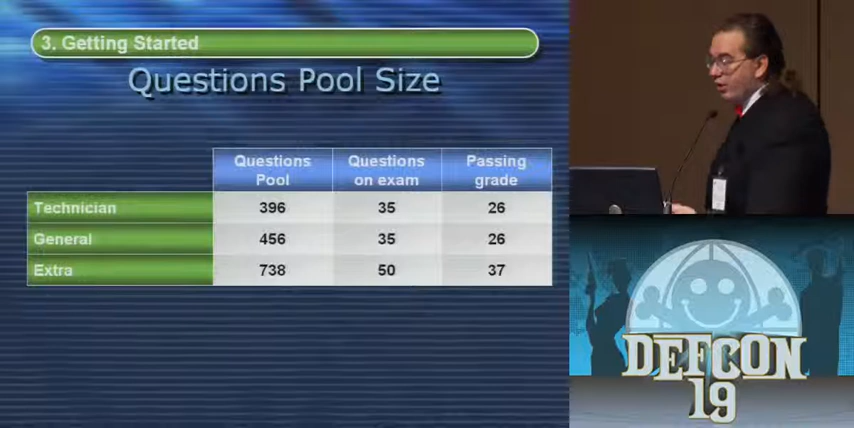 3. Getting Started
Questions Pool Size
Questions Pool
Questions on exam
Passing grade
Technician 396 35 26
General 456 35 26
Extra 738 50 37
DEFCON
19